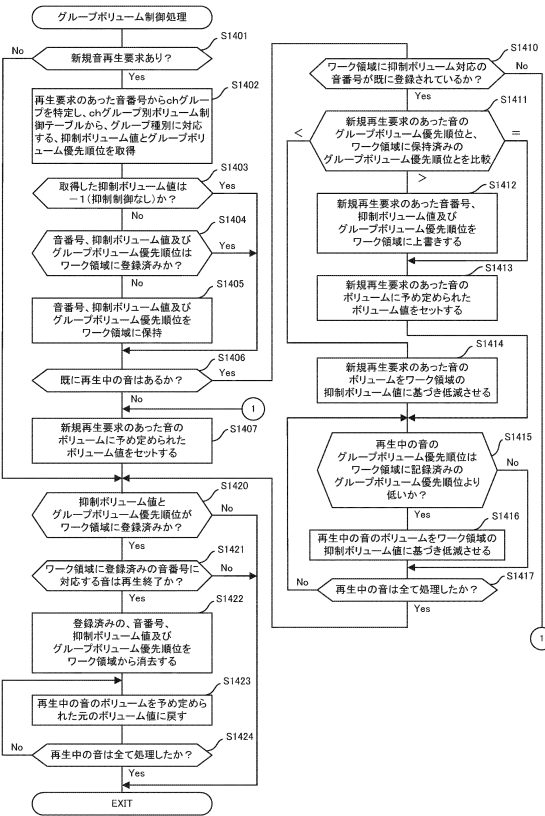 グループボリューム制御処理
S1401
No
新規音再生要求あり？
Yes
S1402
再生要求のあった音番号からchグループ
を特定し、chグループ別ボリューム制
御テーブルから、グループ種別に対応
する、抑制ボリューム値とグループボ
リューム優先順位を取得
S1403
取得した抑制ボリューム値は
－1（抑制制御なし）か？
Yes
No
S1404
音番号、抑制ボリューム値及び
グループボリューム優先順位は
ワーク領域に登録済みか？
Yes
No
S1405
音番号、抑制ボリューム値及び
グループボリューム優先順位を
ワーク領域に保持
S1406
既に再生中の音はあるか？
Yes
No
1
S1407
新規再生要求のあった音の
ボリュームに予め定められた
ボリューム値をセットする
S1420
抑制ボリューム値と
グループボリューム優先順位が
ワーク領域に登録済みか？
No
Yes
S1421
ワーク領域に登録済みの音番号に
対応する音は再生終了か？
No
Yes
S1422
登録済みの、音番号、
抑制ボリューム値及び
グループボリューム優先順位を
ワーク領域から消去する
S1423
再生中の音のボリュームを予め定めら
れた元のボリューム値に戻す
S1424
No
再生中の音は全て処理したか？
Yes
EXIT
S1410
ワーク領域に抑制ボリューム対応の
音番号が既に登録されているか？
No
Yes
S1411
新規再生要求のあった音の
グループボリューム優先順位と、
ワーク領域に保持済みの
グループボリューム優先順位とを比較
＜
＝
＞
S1412
新規再生要求のあった音番号、
抑制ボリューム値及び
グループボリューム優先順位を
ワーク領域に上書きする
S1413
新規再生要求のあった音の
ボリュームに予め定められた
ボリューム値をセットする
S1414
新規再生要求のあった音の
ボリュームをワーク領域の
抑制ボリューム値に基づき低減させる
S1415
再生中の音の
グループボリューム優先順位は
ワーク領域に記録済みの
グループボリューム優先順位より
低いか？
No
Yes
S1416
再生中の音のボリュームをワーク領域の
抑制ボリューム値に基づき低減させる
S1417
No
再生中の音は全て処理したか？
Yes
1